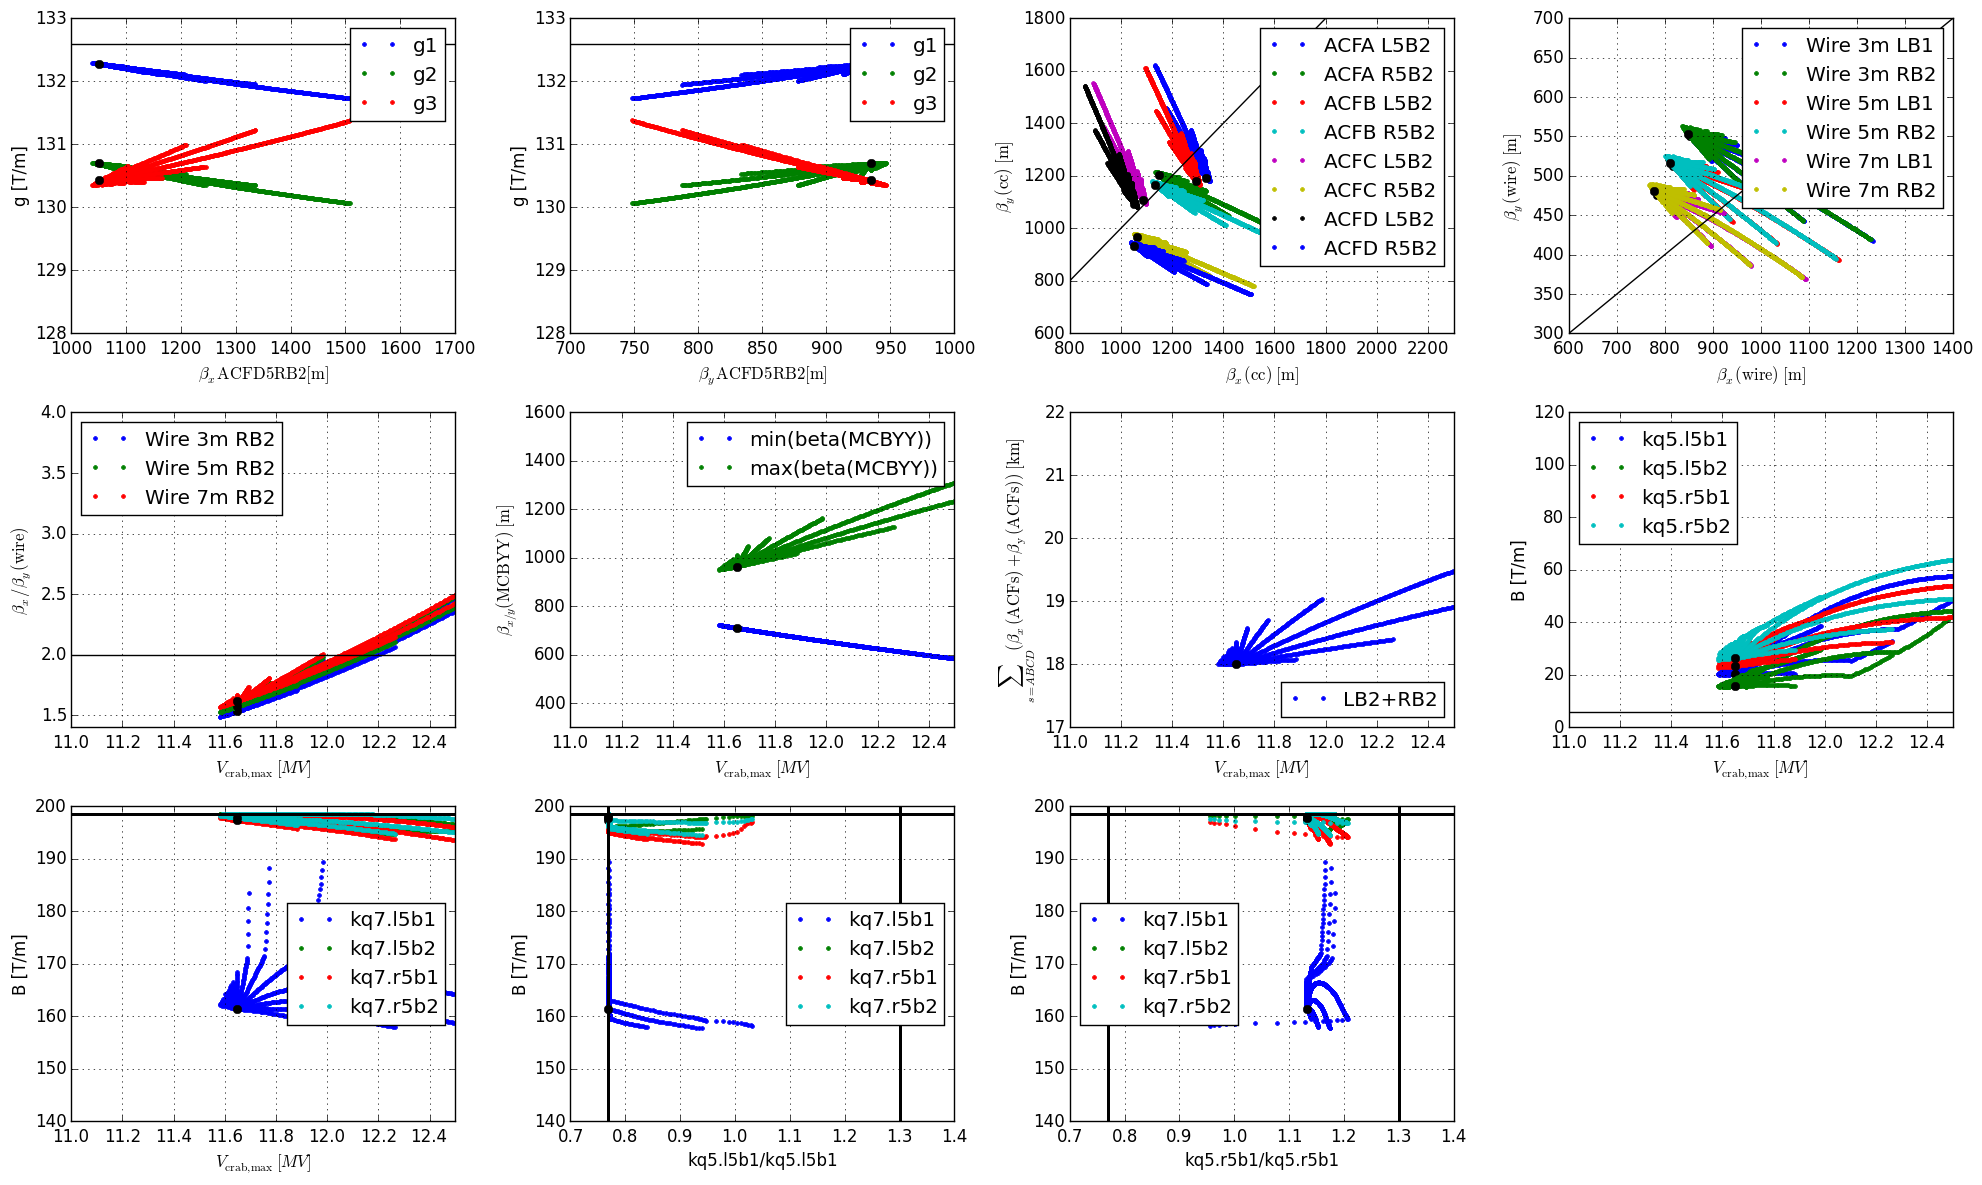 133
132
131
130
129
128
g [T/m]
g1
g2
g3
1000 1100 1200 1300 1400 1500 1600 1700
βx ACFD5RB2[m]
133
132
131
130
129
128
g [T/m]
g1
g2
g3
700 750 800 850 900 950 1000
βy ACFD5RB2[m]
1800
1600
1400
1200
1000
800
600
βy(cc) [m]
ACFA L5B2
ACFA R5B2
ACFB L5B2
ACFB R5B2
ACFC L5B2
ACFC R5B2
ACFD L5B2
ACFD R5B2
800 1000 1200 1400 1600 1800 2000 2200
βx(cc) [m]
700
650
600
550
500
450
400
350
300
βy(wire) [m]
Wire 3m LB1
Wire 3m RB2
Wire 5m LB1
Wire 5m RB2
Wire 7m LB1
Wire 7m RB2
600 700 800 900 1000 1100 1200 1300 1400
βx(wire) [m]
4.0
3.5
3.0
2.5
2.0
1.5
βx/βy(wire)
Wire 3m RB2
Wire 5m RB2
Wire 7m RB2
11.0 11.2 11.4 11.6 11.8 12.0 12.2 12.4
Vcrab,max [MV]
1600
1400
1200
1000
800
600
400
βx/y(MCBYY) [m]
min(beta(MCBYY))
max(beta(MCBYY))
11.0 11.2 11.4 11.6 11.8 12.0 12.2 12.4
Vcrab,max [MV]
22
21
20
19
18
17
∑s=ABCD(βx(ACFs)+βy(ACFs)) [km]
LB2+RB2
11.0 11.2 11.4 11.6 11.8 12.0 12.2 12.4
Vcrab,max [MV]
120
100
80
60
40
20
0
B [T/m]
kq5.l5b1
kq5.l5b2
kq5.r5b1
kq5.r5b2
11.0 11.2 11.4 11.6 11.8 12.0 12.2 12.4
Vcrab,max [MV]
200
190
180
170
160
150
140
B [T/m]
kq7.l5b1
kq7.l5b2
kq7.r5b1
kq7.r5b2
11.0 11.2 11.4 11.6 11.8 12.0 12.2 12.4
Vcrab,max [MV]
200
190
180
170
160
150
140
B [T/m]
kq7.l5b1
kq7.l5b2
kq7.r5b1
kq7.r5b2
0.7 0.8 0.9 1.0 1.1 1.2 1.3 1.4
kq5.l5b1/kq5.l5b1
200
190
180
170
160
150
140
B [T/m]
kq7.l5b1
kq7.l5b2
kq7.r5b1
kq7.r5b2
0.7 0.8 0.9 1.0 1.1 1.2 1.3 1.4
kq5.r5b1/kq5.r5b1